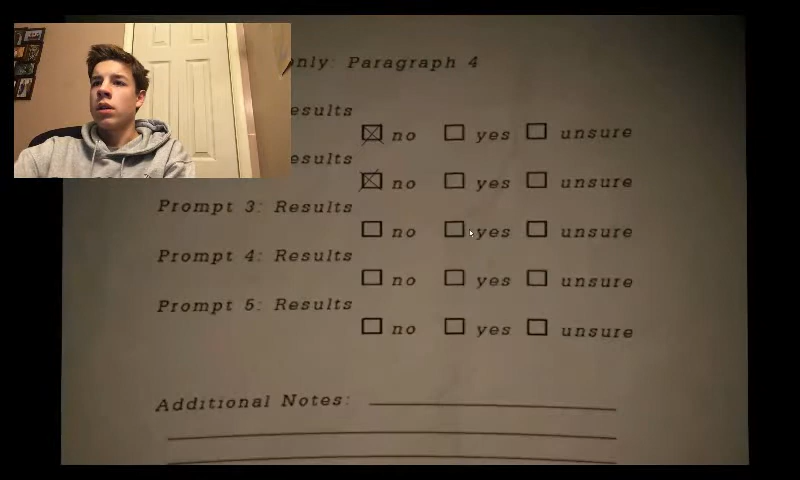 nly: Paragraph 4
esults
no yes unsure
esults
no yes unsure
Prompt 3: Results
no yes unsure
Prompt 4: Results
no yes unsure
Prompt 5: Results
no yes unsure
Additional Notes: